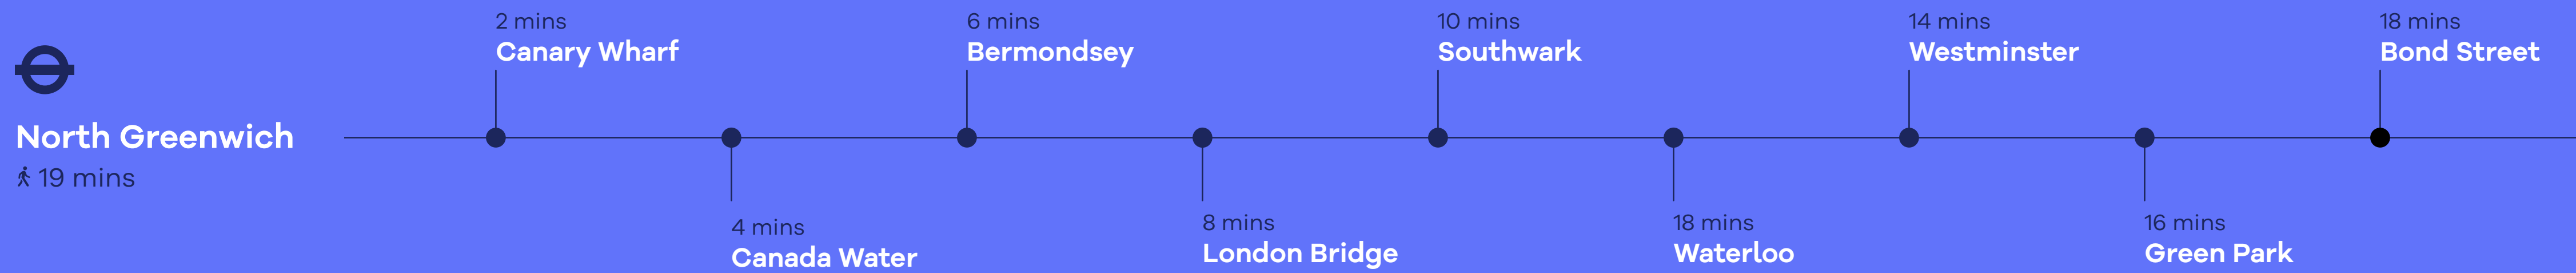 North Greenwich
19 mins
2 mins
Canary Wharf
4 mins
Canada Water
6 mins
Bermondsey
8 mins
London Bridge
10 mins
Southwark
18 mins
Waterloo
14 mins
Westminster
16 mins
Green Park
18 mins
Bond Street